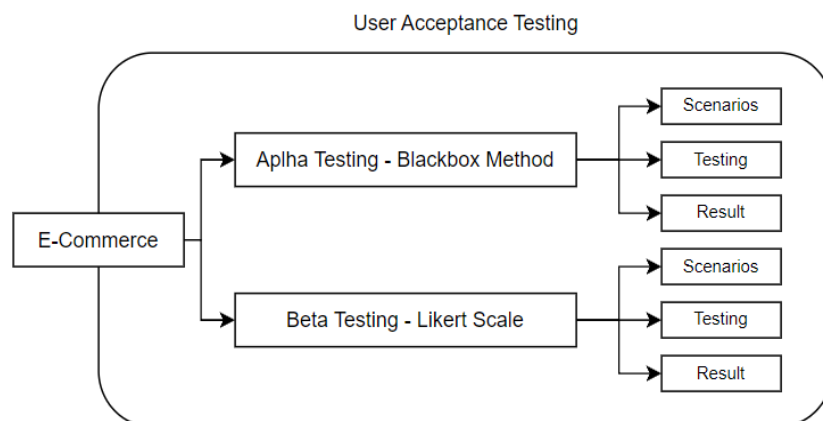 User Acceptance Testing
E-Commerce
Aplha Testing - Blackbox Method
Scenarios
Testing
Result
Beta Testing - Likert Scale
Scenarios
Testing
Result